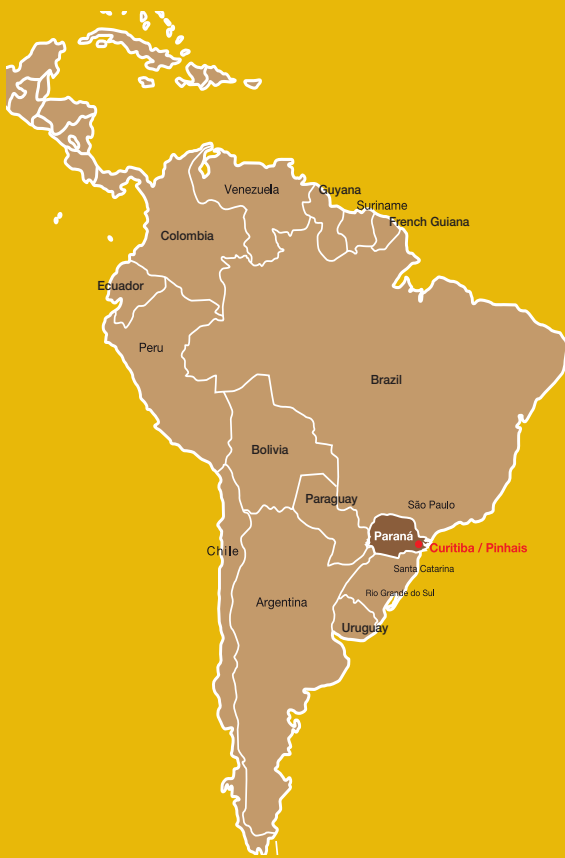 Venezuela
Guyana
Suriname
French Guiana
Colombia
Ecuador
Peru
Brazil
Bolivia
Paraguay
São Paulo
Paraná
Curitiba / Pinhais
Chile
Santa Catarina
Rio Grande do Sul
Argentina
Uruguay